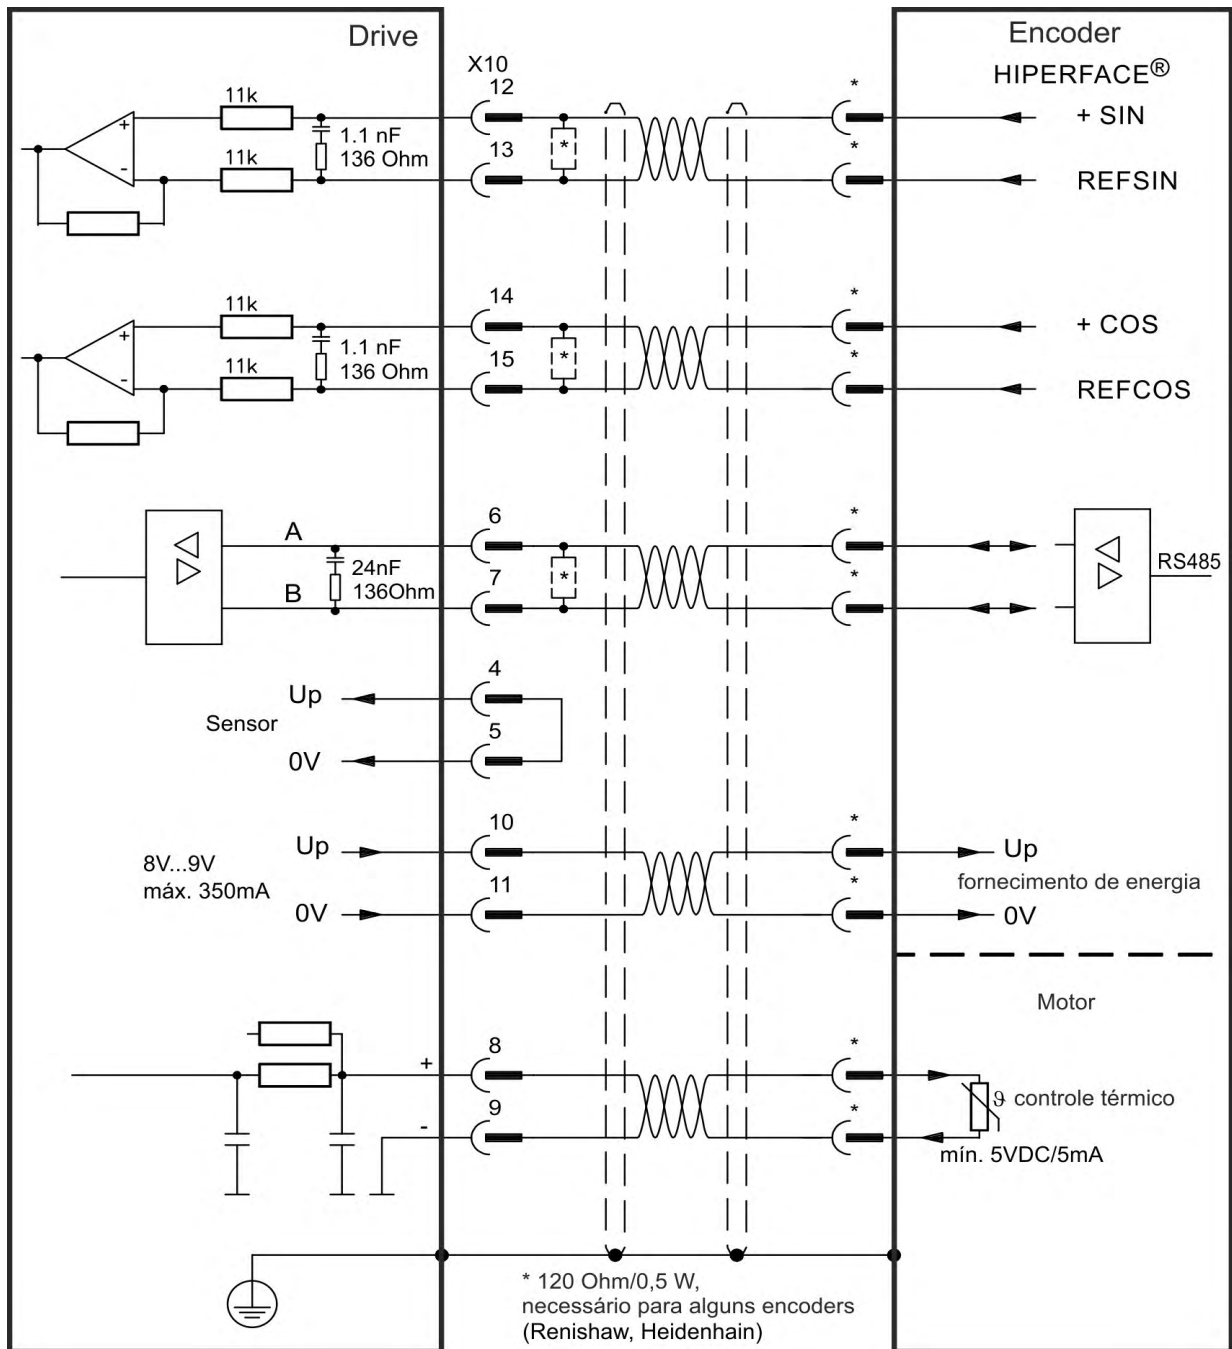 Drive
Encoder
HIPERFACE®
X10
12
*
11k
+
1.1 nF
136 Ohm
*
+ SIN
11k
-
13
*
REFSIN
14
*
11k
+
1.1 nF
136 Ohm
*
+ COS
11k
-
15
*
REFCOS
6
*
A
24nF
136Ohm
*
RS485
B
7
*
4
Up
Sensor
5
0V
10
*
Up
8V...9V
máx. 350mA
Up
fornecimento de energia
11
*
0V
0V
Motor
8
*
+
ϑ controle térmico
9
*
-
mín. 5VDC/5mA
* 120 Ohm/0,5 W,
necessário para alguns encoders
(Renishaw, Heidenhain)